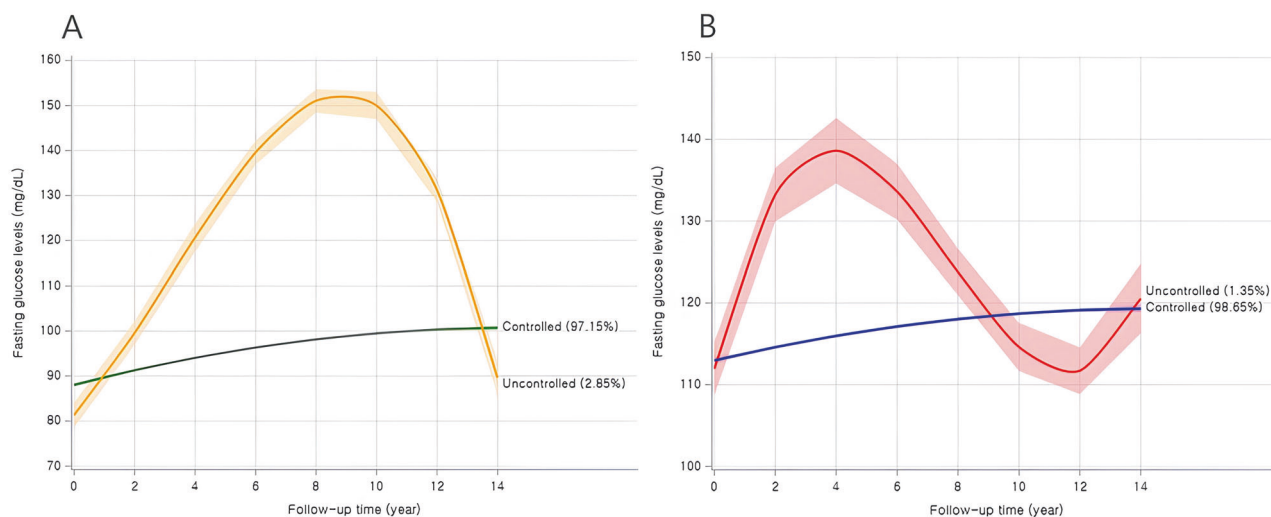 A
160
150
140
130
120
110
100
90
80
70
Fasting glucose levels (mg/dL)
Controlled (97.15%)
Uncontrolled (2.85%)
0 2 4 6 8 10 12 14
Follow-up time (year)
B
150
140
130
120
110
100
Fasting glucose levels (mg/dL)
Uncontrolled (1.35%)
Controlled (98.65%)
0 2 4 6 8 10 12 14
Follow-up time (year)